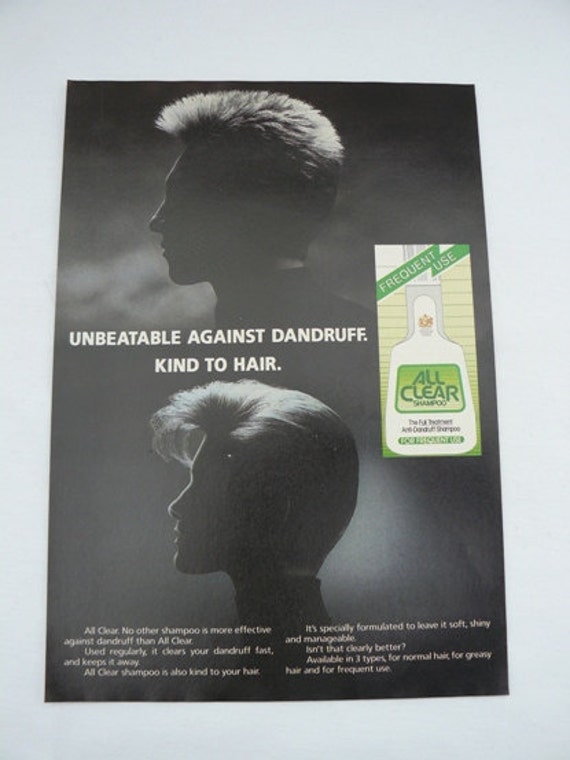 UNBEATABLE AGAINST DANDRUFF.
KIND TO HAIR.
FREQUENT USE
ALL
CLEAR
SHAMPOO
The Full Treatment
Anti-Dandruff Shampoo
FOR FREQUENT USE
All Clear. No other shampoo is more effective
against dandruff than All Clear.
Used regularly, it clears your dandruff fast,
and keeps it away.
All Clear shampoo is also kind to your hair.
It's specially formulated to leave it soft, shiny
and manageable.
Isn't that clearly better?
Available in 3 types, for normal hair, for greasy
hair and for frequent use.